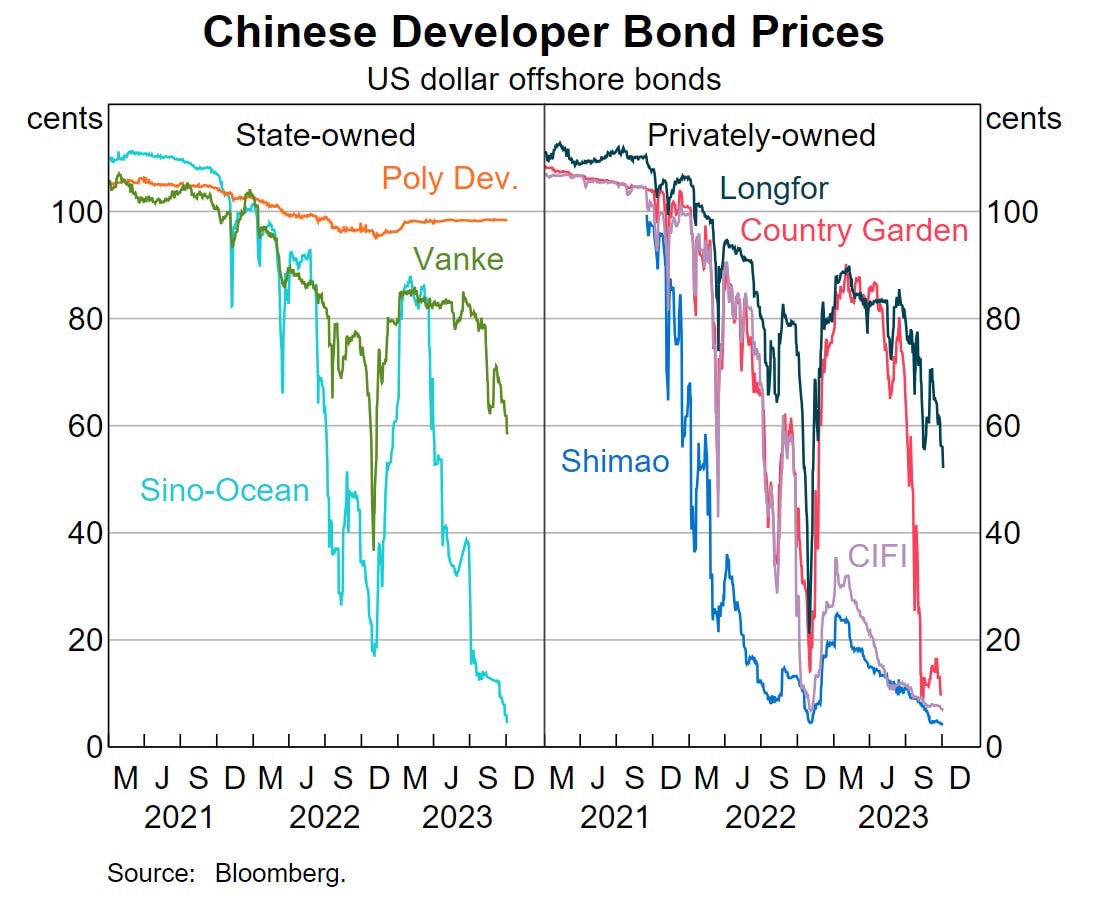 Chinese Developer Bond Prices
US dollar offshore bonds
cents
cents
State-owned
Privately-owned
Poly Dev.
Longfor
100
100
Country Garden
Vanke
80
80
60
60
Shimao
Sino-Ocean
40
40
CIFI
20
20
0
0
M J S D M J S D M J S D
M J S D M J S D M J S D
2021 2022 2023
2021 2022 2023
Source: Bloomberg.